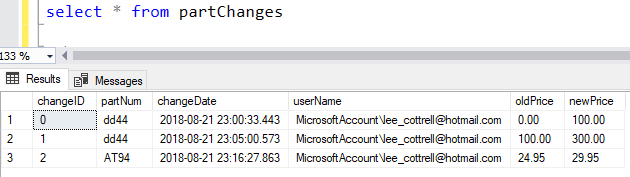 select * from partChanges
133 %
Results Messages
changeID partNum changeDate userName oldPrice newPrice
1 0 dd44 2018-08-21 23:00:33.443 MicrosoftAccount\lee_cottrell@hotmail.com 0.00 100.00
2 1 dd44 2018-08-21 23:05:00.573 MicrosoftAccount\lee_cottrell@hotmail.com 100.00 300.00
3 2 AT94 2018-08-21 23:16:27.863 MicrosoftAccount\lee_cottrell@hotmail.com 24.95 29.95